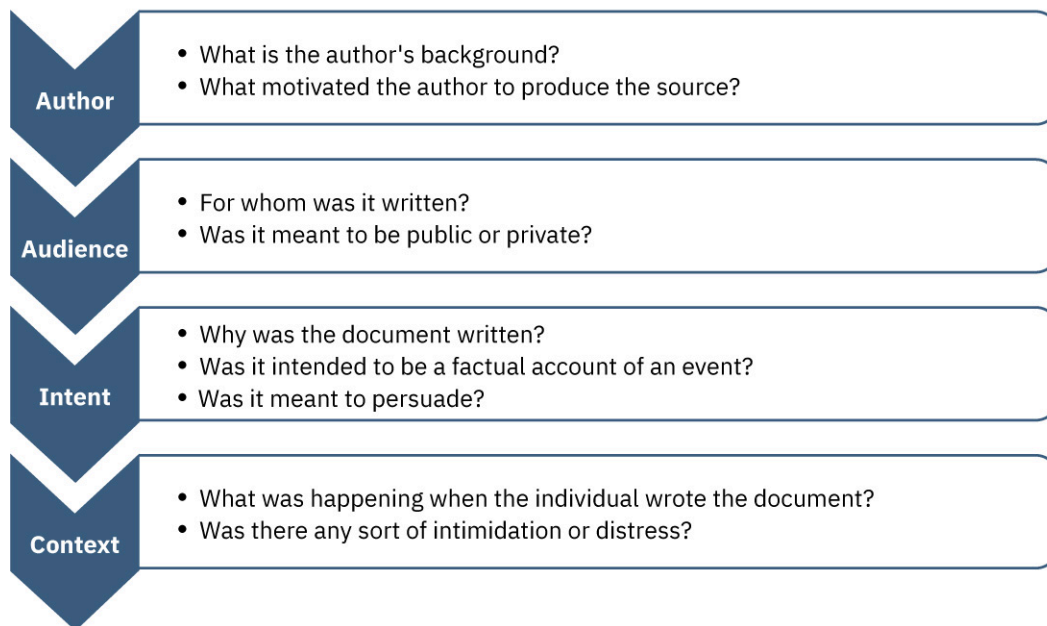 Author
• What is the author's background?
• What motivated the author to produce the source?
Audience
• For whom was it written?
• Was it meant to be public or private?
Intent
• Why was the document written?
• Was it intended to be a factual account of an event?
• Was it meant to persuade?
Context
• What was happening when the individual wrote the document?
• Was there any sort of intimidation or distress?